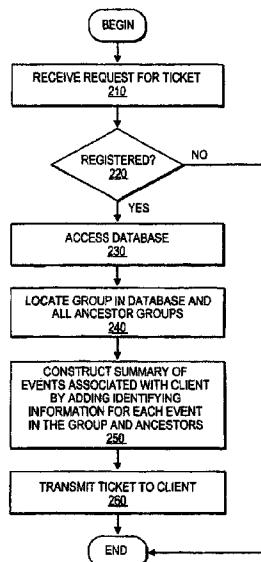 BEGIN
RECEIVE REQUEST FOR TICKET
210
REGISTERED?
220
NO
YES
ACCESS DATABASE
230
LOCATE GROUP IN DATABASE AND
ALL ANCESTOR GROUPS
240
CONSTRUCT SUMMARY OF
EVENTS ASSOCIATED WITH CLIENT
BY ADDING IDENTIFYING
INFORMATION FOR EACH EVENT
IN THE GROUP AND ANCESTORS
250
TRANSMIT TICKET TO CLIENT
260
END